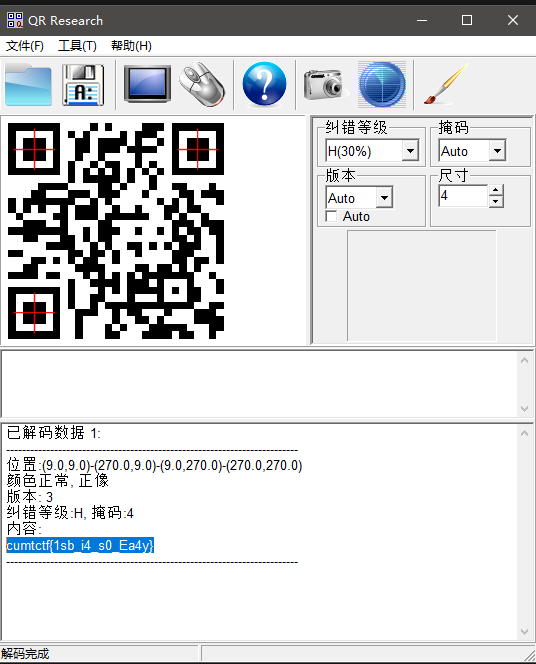 QR Research
文件(F) 工具(T) 帮助(H)
纠错等级 掩码
H(30%) Auto
版本 尺寸
Auto 4
Auto
已解码数据 1:
-------------------------------------------------------------------------
位置:(9.0,9.0)-(270.0,9.0)-(9.0,270.0)-(270.0,270.0)
颜色正常, 正像
版本: 3
纠错等级:H, 掩码:4
内容:
cumtctf{1sb_i4_s0_Ea4y}
-------------------------------------------------------------------------
解码完成